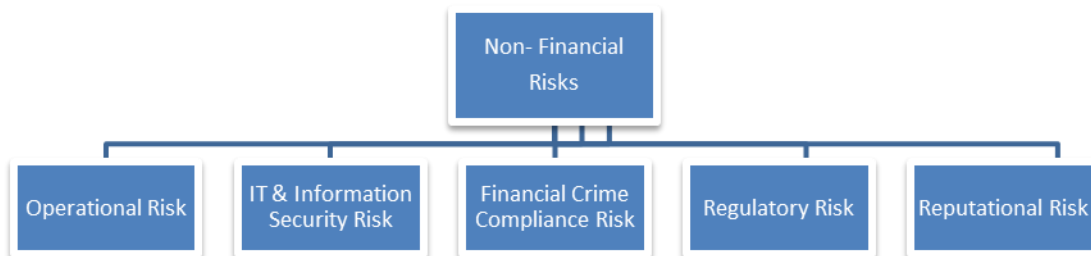 Non- Financial
Risks
Operational Risk
IT & Information
Security Risk
Financial Crime
Compliance Risk
Regulatory Risk
Reputational Risk